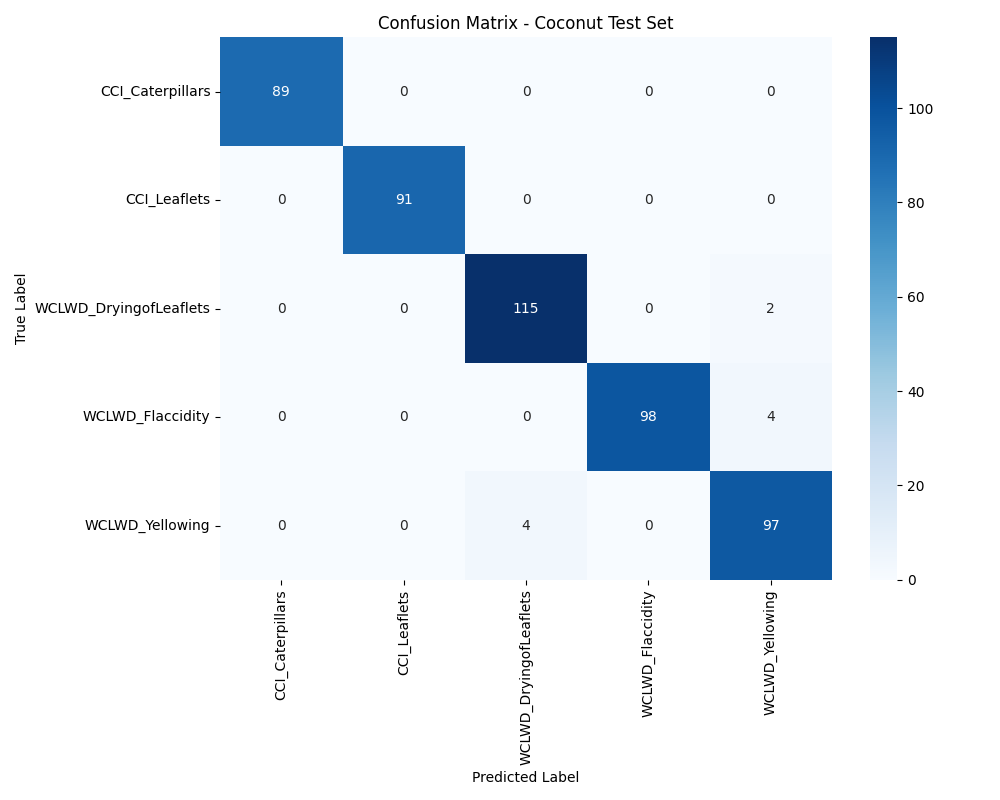 Confusion Matrix - Coconut Test Set
True Label
CCI_Caterpillars 89 0 0 0 0
CCI_Leaflets 0 91 0 0 0
WCLWD_DryingofLeaflets 0 0 115 0 2
WCLWD_Flaccidity 0 0 0 98 4
WCLWD_Yellowing 0 0 4 0 97
CCI_Caterpillars
CCI_Leaflets
WCLWD_DryingofLeaflets
WCLWD_Flaccidity
WCLWD_Yellowing
Predicted Label
100
80
60
40
20
0